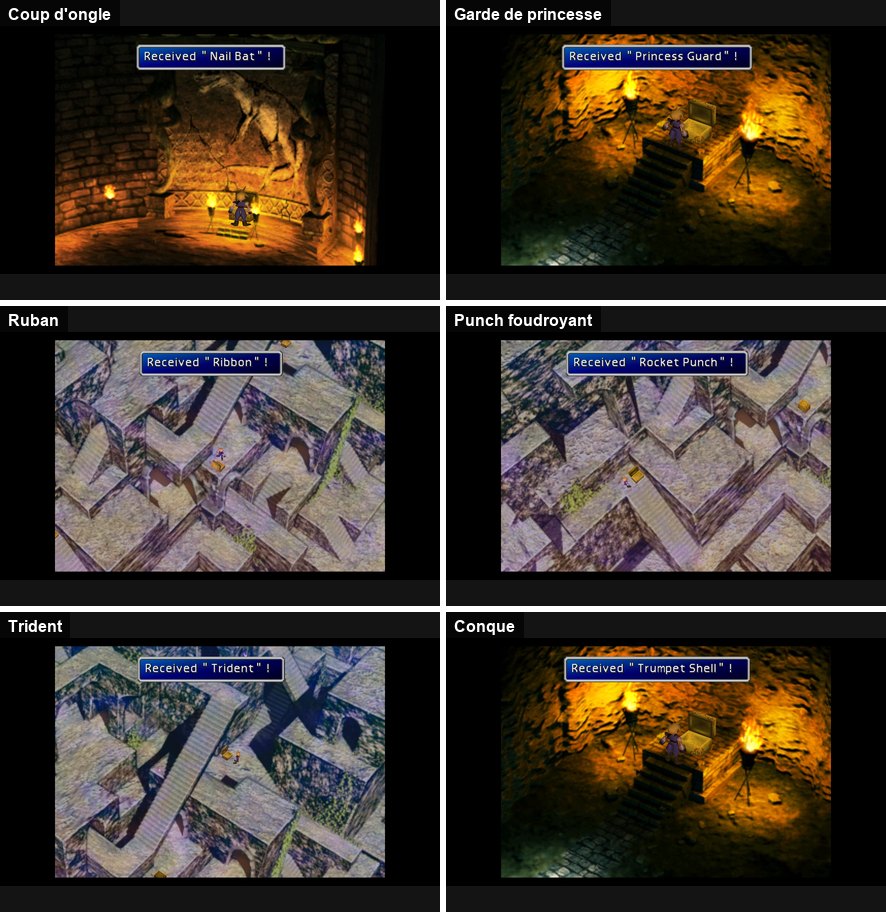 Coup d'ongle
Received "Nail Bat"!
Garde de princesse
Received "Princess Guard"!
Ruban
Received "Ribbon"!
Punch foudroyant
Received "Rocket Punch"!
Trident
Received "Trident"!
Conque
Received "Trumpet Shell"!